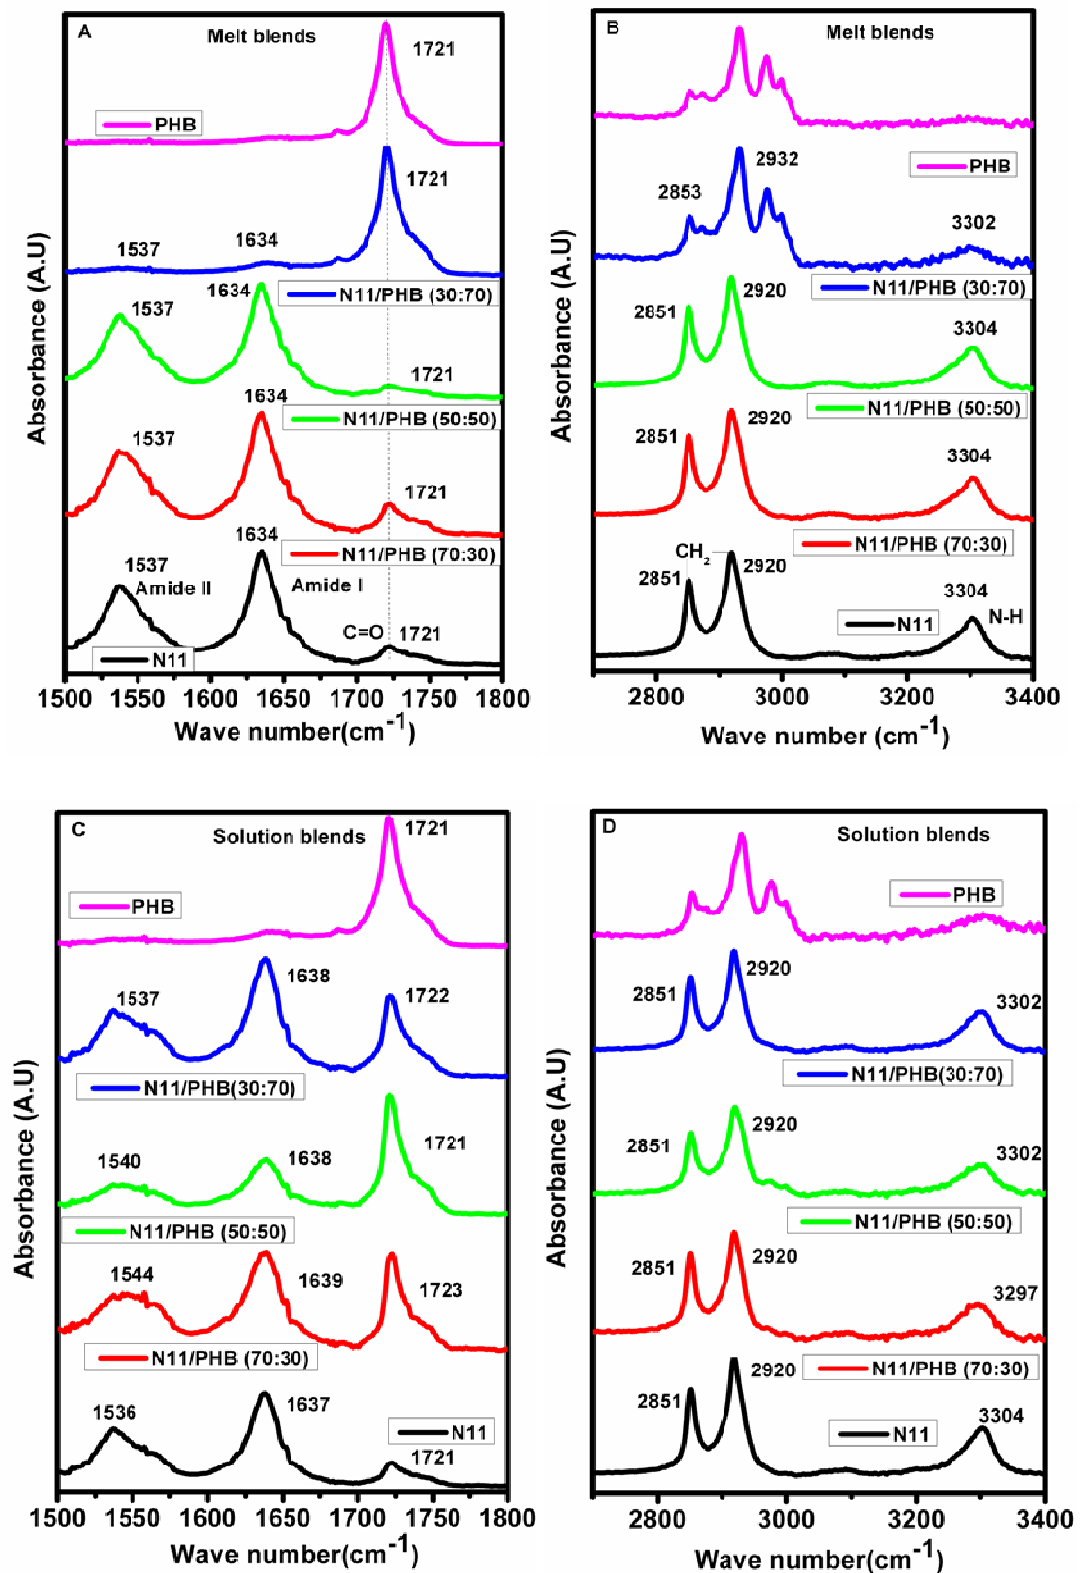 A
Melt blends
1721
PHB
1721
1537
1634
N11/PHB (30:70)
1634
1537
1721
N11/PHB (50:50)
1634
1537
1721
N11/PHB (70:30)
1634
1537
Amide II
Amide I
C=O
1721
N11
1500 1550 1600 1650 1700 1750 1800
Wave number(cm-1)
Absorbance (A.U)
B
Melt blends
PHB
2932
2853
3302
N11/PHB (30:70)
2920
2851
3304
N11/PHB (50:50)
2920
2851
3304
N11/PHB (70:30)
CH2
2920
2851
3304
N-H
N11
2800 3000 3200 3400
Wave number (cm-1)
Absorbance (A.U)
C
Solution blends
1721
PHB
1638
1537
1722
N11/PHB(30:70)
1721
1638
1540
N11/PHB (50:50)
1544
1639
1723
N11/PHB (70:30)
1536
1637
N11
1721
1500 1550 1600 1650 1700 1750 1800
Wave number(cm-1)
Absorbance (A.U)
D
Solution blends
PHB
2920
2851
3302
N11/PHB(30:70)
2920
2851
3302
N11/PHB (50:50)
2920
2851
3297
N11/PHB (70:30)
2920
2851
3304
N11
2800 3000 3200 3400
Wave number(cm-1)
Absorbance (A.U)